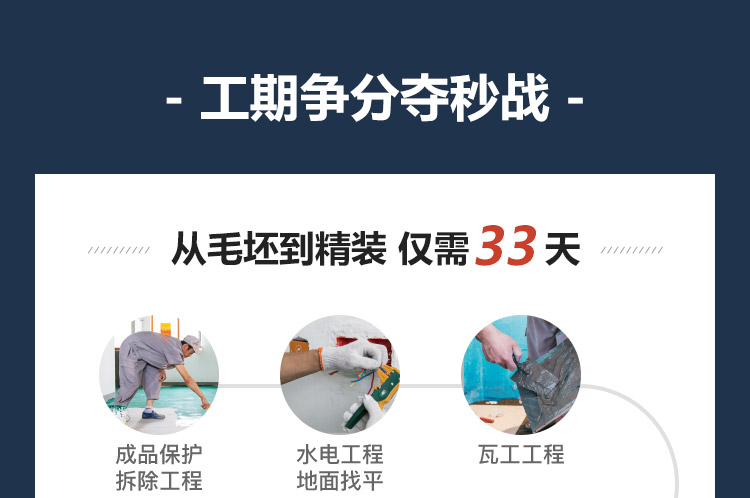 - 工期争分夺秒战 -
从毛坯到精装 仅需33天
成品保护
拆除工程
水电工程
地面找平
瓦工工程